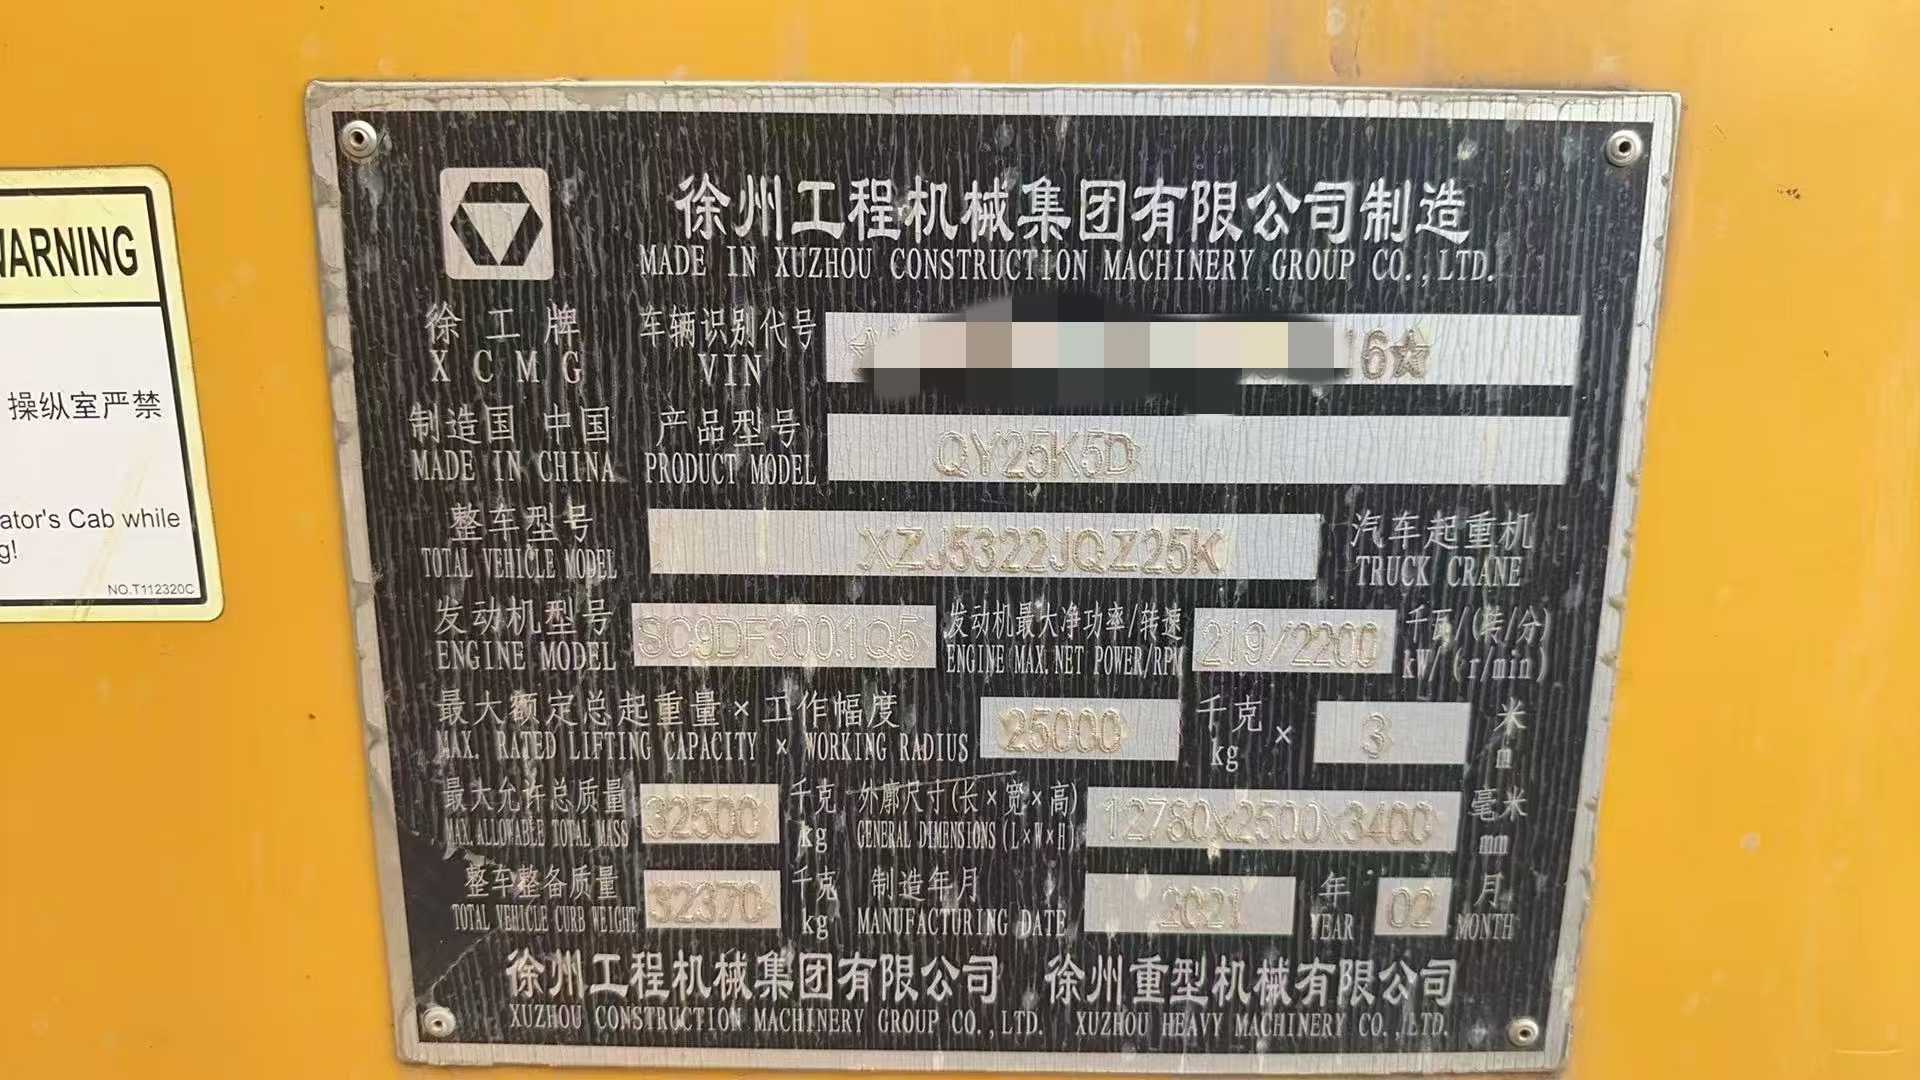 WARNING
操纵室严禁
ator's Cab while
g!
NO.T112320C
徐州工程机械集团有限公司制造
MADE IN XUZHOU CONSTRUCTION MACHINERY GROUP CO.,LTD.
徐工牌 车辆识别代号
XCMG VIN 16☆
制造国 中国 产品型号 QY25K5D
MADE IN CHINA PRODUCT MODEL
整车型号 XZJ5322JQZ25K 汽车起重机
TOTAL VEHICLE MODEL TRUCK CRANE
发动机型号 SC9DF300.1Q5 发动机最大净功率/转速 219/2200 千瓦/(转/分)
ENGINE MODEL ENGINE MAX.NET POWER/RPM kW/(r/min)
最大额定总起重量×工作幅度 25000 千克 × 3 米
MAX. RATED LIFTING CAPACITY × WORKING RADIUS kg m
最大允许总质量 32500 千克 外廓尺寸(长×宽×高) 12780x2500x3400 毫米
MAX.ALLOWABLE TOTAL MASS kg GENERAL DIMENSIONS(L×W×H) mm
整车整备质量 32370 千克 制造年月 2021 年 02 月
TOTAL VEHICLE CURB WEIGHT kg MANUFACTURING DATE YEAR MONTH
徐州工程机械集团有限公司 徐州重型机械有限公司
XUZHOU CONSTRUCTION MACHINERY GROUP CO.,LTD. XUZHOU HEAVY MACHINERY CO.,LTD.